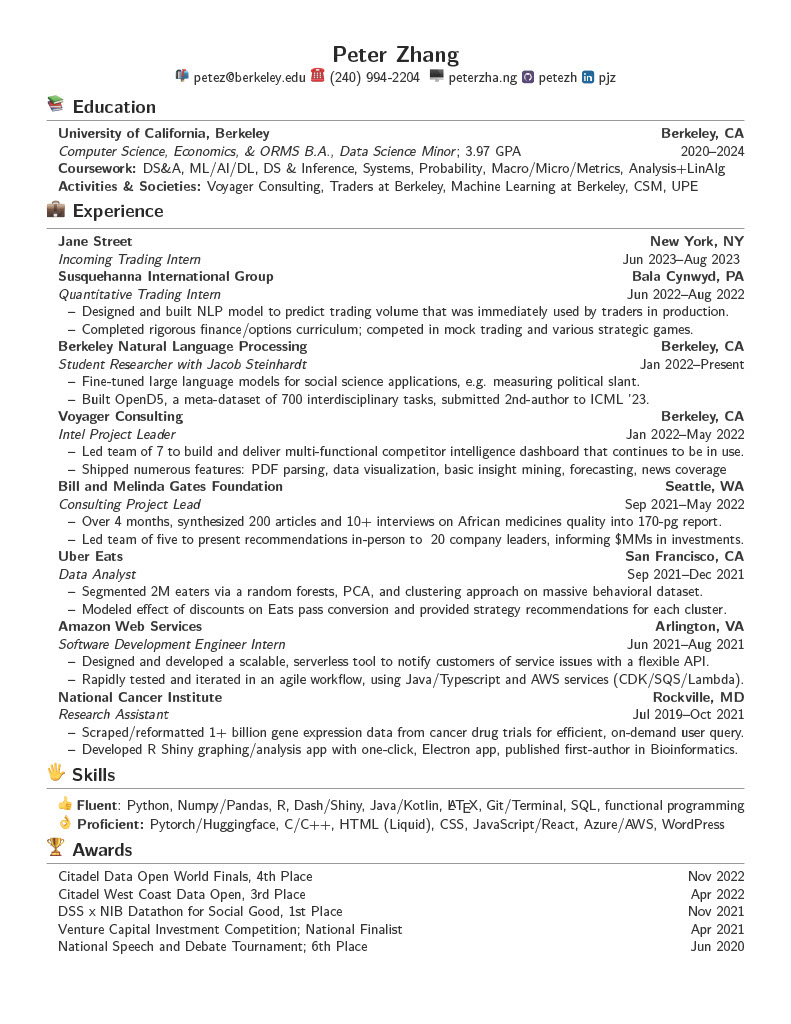 Peter Zhang
petez@berkeley.edu (240) 994-2204 peterzha.ng petezh pjz
Education
University of California, Berkeley Berkeley, CA
Computer Science, Economics, & ORMS B.A., Data Science Minor; 3.97 GPA 2020–2024
Coursework: DS&A, ML/AI/DL, DS & Inference, Systems, Probability, Macro/Micro/Metrics, Analysis+LinAlg
Activities & Societies: Voyager Consulting, Traders at Berkeley, Machine Learning at Berkeley, CSM, UPE
Experience
Jane Street New York, NY
Incoming Trading Intern Jun 2023–Aug 2023
Susquehanna International Group Bala Cynwyd, PA
Quantitative Trading Intern Jun 2022–Aug 2022
– Designed and built NLP model to predict trading volume that was immediately used by traders in production.
– Completed rigorous finance/options curriculum; competed in mock trading and various strategic games.
Berkeley Natural Language Processing Berkeley, CA
Student Researcher with Jacob Steinhardt Jan 2022–Present
– Fine-tuned large language models for social science applications, e.g. measuring political slant.
– Built OpenD5, a meta-dataset of 700 interdisciplinary tasks, submitted 2nd-author to ICML '23.
Voyager Consulting Berkeley, CA
Intel Project Leader Jan 2022–May 2022
– Led team of 7 to build and deliver multi-functional competitor intelligence dashboard that continues to be in use.
– Shipped numerous features: PDF parsing, data visualization, basic insight mining, forecasting, news coverage
Bill and Melinda Gates Foundation Seattle, WA
Consulting Project Lead Sep 2021–May 2022
– Over 4 months, synthesized 200 articles and 10+ interviews on African medicines quality into 170-pg report.
– Led team of five to present recommendations in-person to 20 company leaders, informing $MMs in investments.
Uber Eats San Francisco, CA
Data Analyst Sep 2021–Dec 2021
– Segmented 2M eaters via a random forests, PCA, and clustering approach on massive behavioral dataset.
– Modeled effect of discounts on Eats pass conversion and provided strategy recommendations for each cluster.
Amazon Web Services Arlington, VA
Software Development Engineer Intern Jun 2021–Aug 2021
– Designed and developed a scalable, serverless tool to notify customers of service issues with a flexible API.
– Rapidly tested and iterated in an agile workflow, using Java/Typescript and AWS services (CDK/SQS/Lambda).
National Cancer Institute Rockville, MD
Research Assistant Jul 2019–Oct 2021
– Scraped/reformatted 1+ billion gene expression data from cancer drug trials for efficient, on-demand user query.
– Developed R Shiny graphing/analysis app with one-click, Electron app, published first-author in Bioinformatics.
Skills
Fluent: Python, Numpy/Pandas, R, Dash/Shiny, Java/Kotlin, LATEX, Git/Terminal, SQL, functional programming
Proficient: Pytorch/Huggingface, C/C++, HTML (Liquid), CSS, JavaScript/React, Azure/AWS, WordPress
Awards
Citadel Data Open World Finals, 4th Place Nov 2022
Citadel West Coast Data Open, 3rd Place Apr 2022
DSS x NIB Datathon for Social Good, 1st Place Nov 2021
Venture Capital Investment Competition; National Finalist Apr 2021
National Speech and Debate Tournament; 6th Place Jun 2020